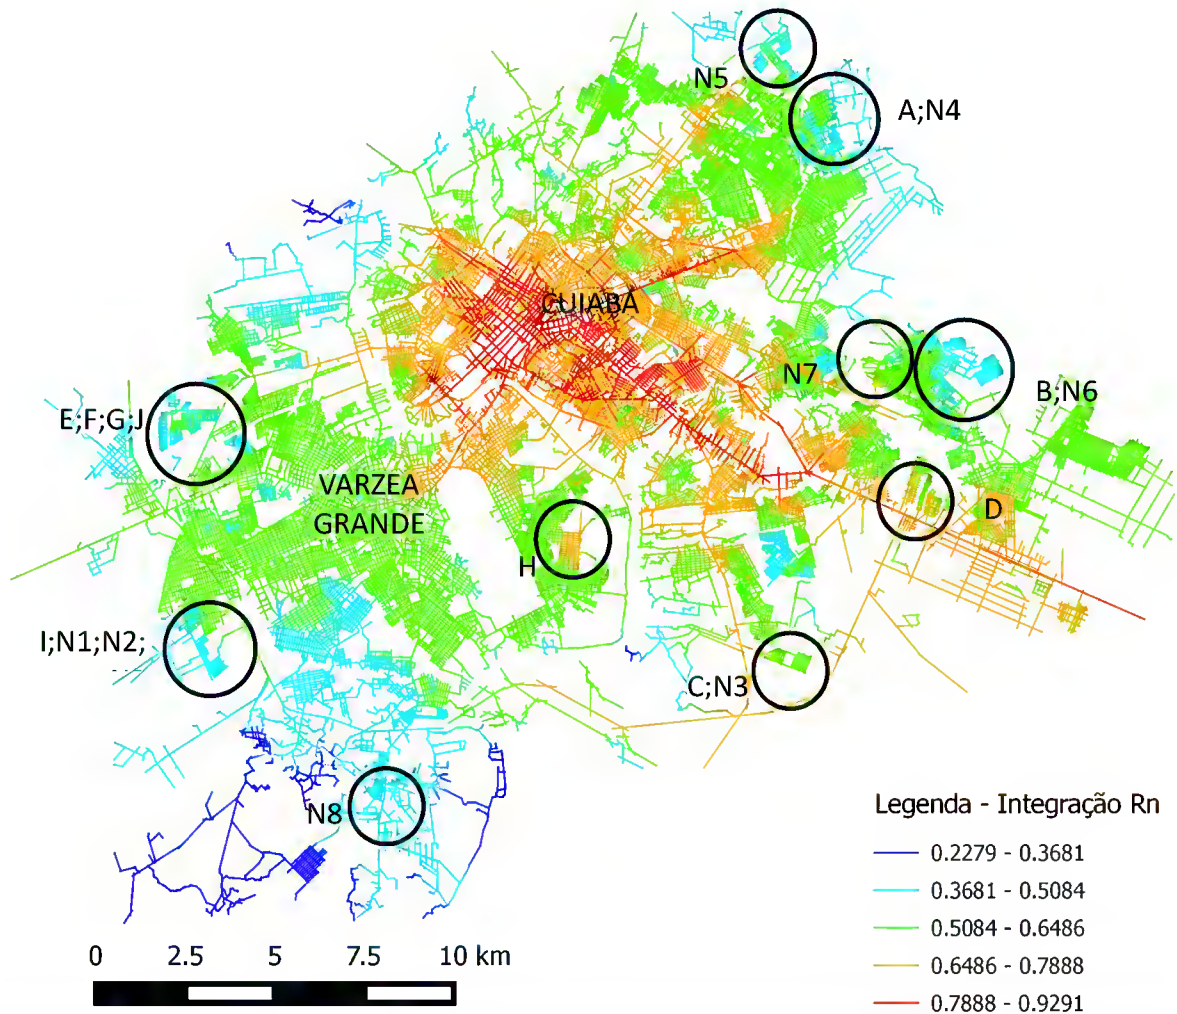 N5
A;N4
CUIABÁ
N7
B;N6
E;F;G;J
VARZEA
GRANDE
D
H
I;N1;N2;
C;N3
N8
Legenda - Integração Rn
0.2279 - 0.3681
0.3681 - 0.5084
0.5084 - 0.6486
0.6486 - 0.7888
0.7888 - 0.9291
0 2.5 5 7.5 10 km